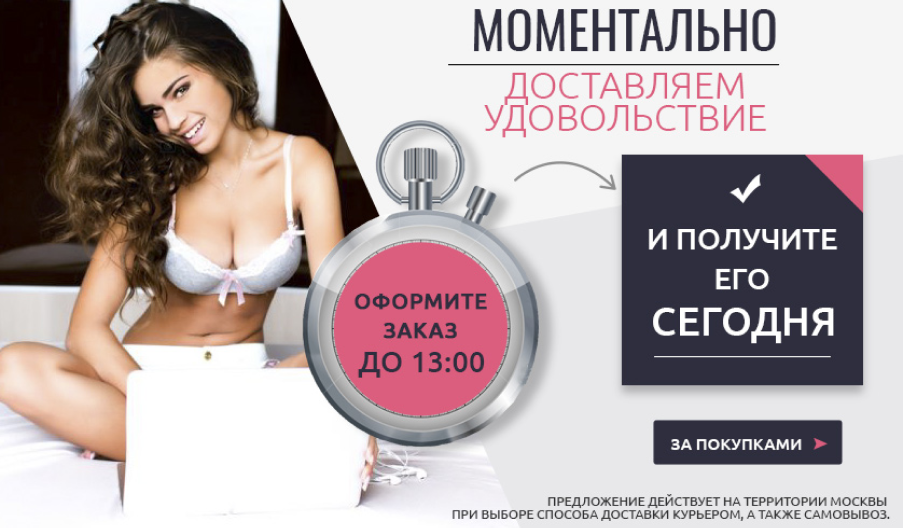 МОМЕНТАЛЬНО
ДОСТАВЛЯЕМ
УДОВОЛЬСТВИЕ
ОФОРМИТЕ
ЗАКАЗ
ДО 13:00
И ПОЛУЧИТЕ
ЕГО
СЕГОДНЯ
ЗА ПОКУПКАМИ
ПРЕДЛОЖЕНИЕ ДЕЙСТВУЕТ НА ТЕРРИТОРИИ МОСКВЫ
ПРИ ВЫБОРЕ СПОСОБА ДОСТАВКИ КУРЬЕРОМ, А ТАКЖЕ САМОВЫВОЗ.